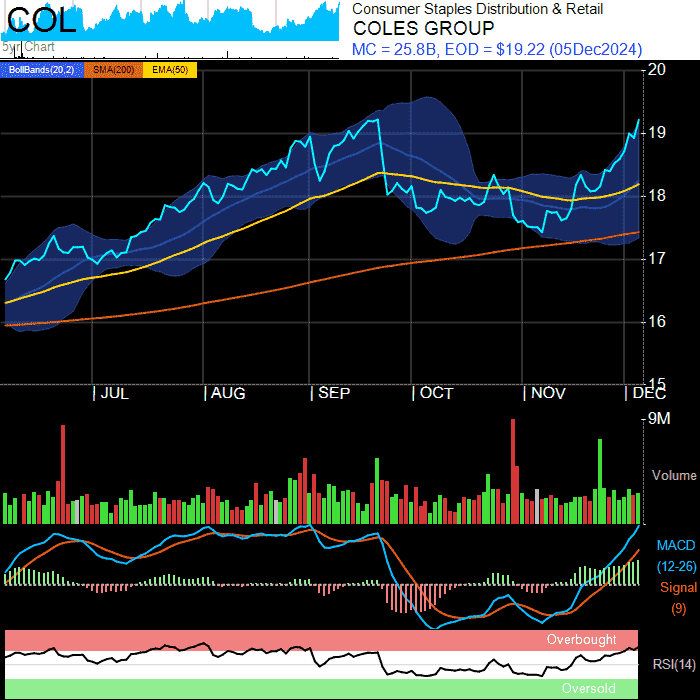 COL
5yr Chart
Consumer Staples Distribution & Retail
COLES GROUP
MC = 25.8B, EOD = $19.22 (05Dec2024)
BollBands(20,2) SMA(200) EMA(50)
20
19
18
17
16
15
| JUL | AUG | SEP | OCT | NOV | DEC
9M
Volume
MACD
(12-26)
Signal
(9)
Overbought
RSI(14)
Oversold